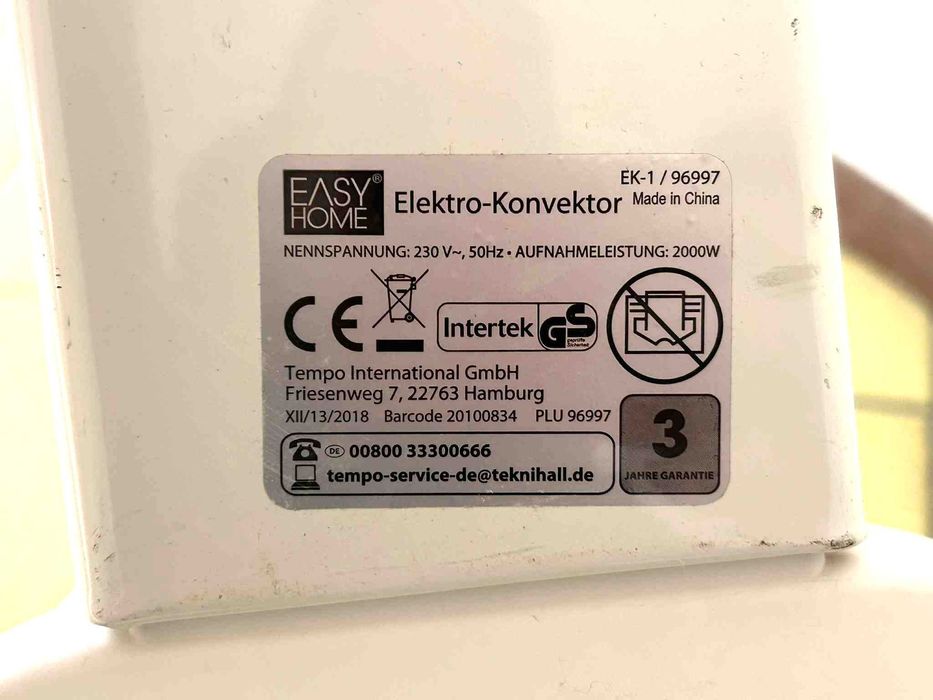 EASY® HOME
Elektro-Konvektor
EK-1 / 96997
Made in China
NENNSPANNUNG: 230 V~, 50Hz • AUFNAHMELEISTUNG: 2000W
CE
Intertek
GS
geprüfte
Sicherheit
Tempo International GmbH
Friesenweg 7, 22763 Hamburg
XII/13/2018 Barcode 20100834 PLU 96997
DE 00800 33300666
tempo-service-de@teknihall.de
3
JAHRE GARANTIE